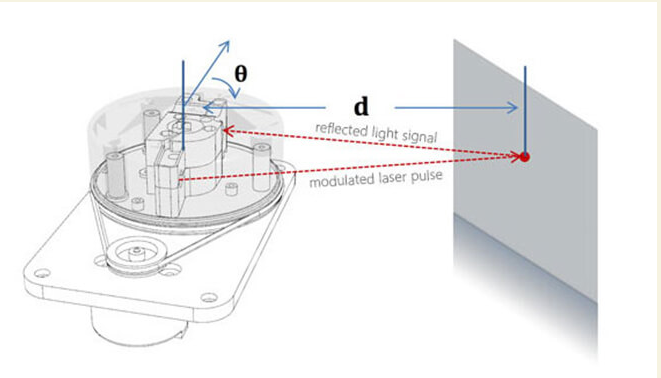 θ
d
reflected light signal
modulated laser pulse